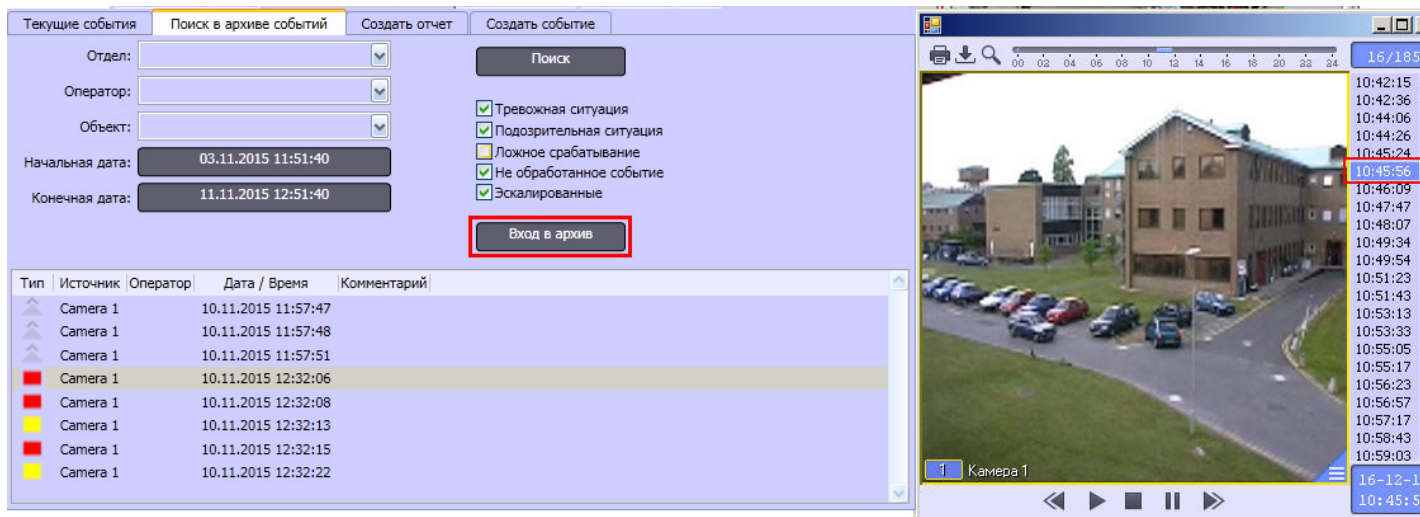 Текущие события Поиск в архиве событий Создать отчет Создать событие
Отдел:
Поиск
Оператор:
Тревожная ситуация
Объект:
Подозрительная ситуация
Ложное срабатывание
Начальная дата: 03.11.2015 11:51:40
Не обработанное событие
Конечная дата: 11.11.2015 12:51:40
Эскалированные
Вход в архив
Тип Источник Оператор Дата / Время Комментарий
Camera 1 10.11.2015 11:57:47
Camera 1 10.11.2015 11:57:48
Camera 1 10.11.2015 11:57:51
Camera 1 10.11.2015 12:32:06
Camera 1 10.11.2015 12:32:08
Camera 1 10.11.2015 12:32:13
Camera 1 10.11.2015 12:32:15
Camera 1 10.11.2015 12:32:22
00 02 04 06 08 10 12 14 16 18 20 22 24
16/185
10:42:15
10:42:36
10:44:06
10:44:26
10:45:24
10:45:56
10:46:09
10:47:47
10:48:07
10:49:34
10:49:54
10:51:23
10:51:43
10:53:13
10:53:33
10:55:05
10:55:17
10:56:23
10:56:57
10:57:17
10:58:43
10:59:03
1 Камера 1
16-12-1
10:45:5